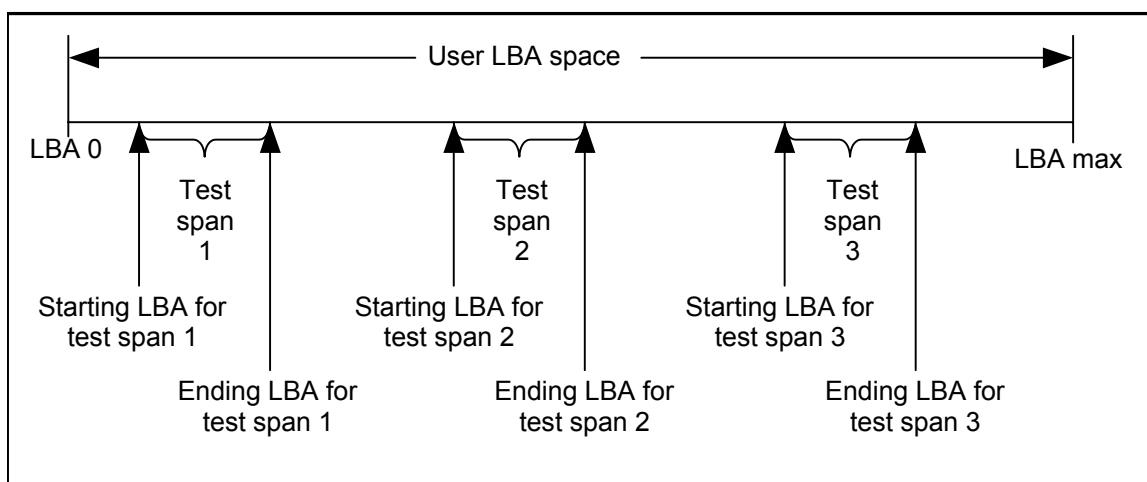 User LBA space
LBA 0
LBA max
Test
span
1
Test
span
2
Test
span
3
Starting LBA for
test span 1
Starting LBA for
test span 2
Starting LBA for
test span 3
Ending LBA for
test span 1
Ending LBA for
test span 2
Ending LBA for
test span 3